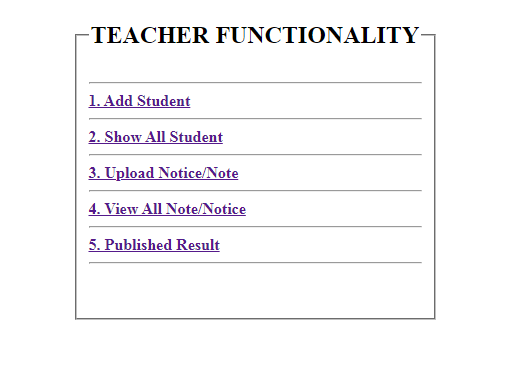 TEACHER FUNCTIONALITY
1. Add Student
2. Show All Student
3. Upload Notice/Note
4. View All Note/Notice
5. Published Result